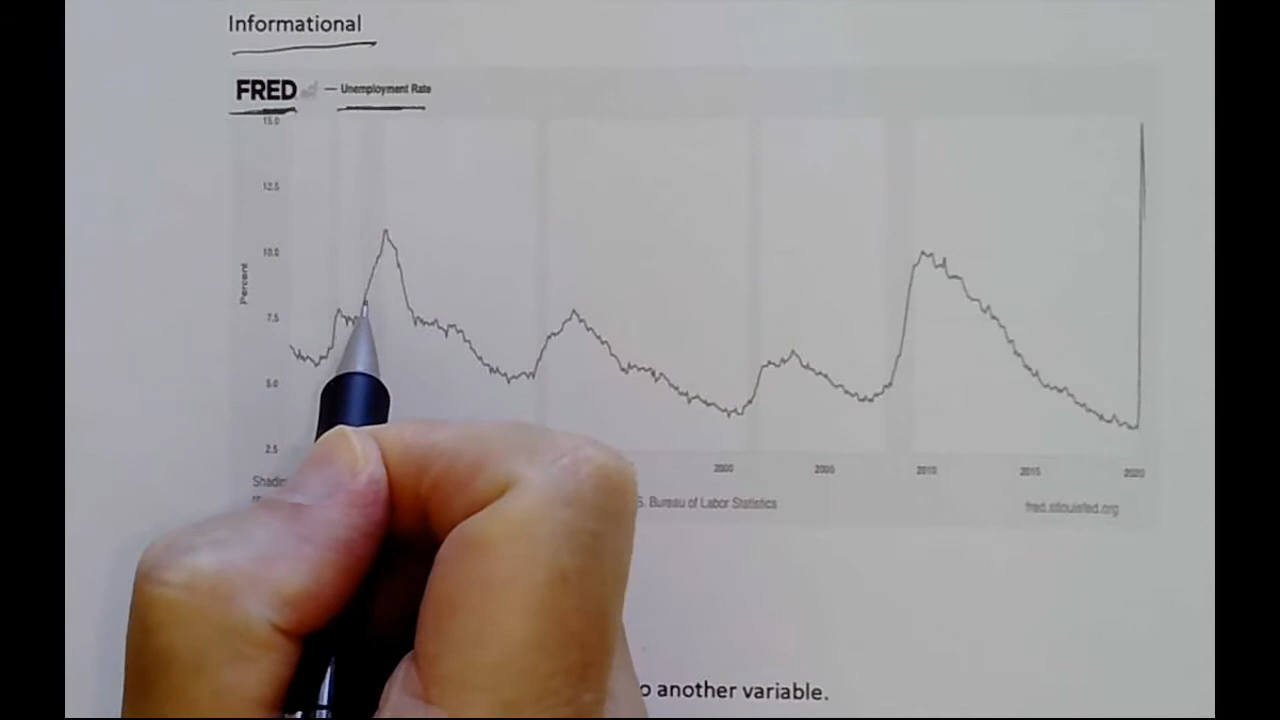 Informational
FRED — Unemployment Rate
15.0
12.5
10.0
7.5
5.0
2.5
Percent
2000 2005 2010 2015 2020
S. Bureau of Labor Statistics
fred.stlouisfed.org
another variable.